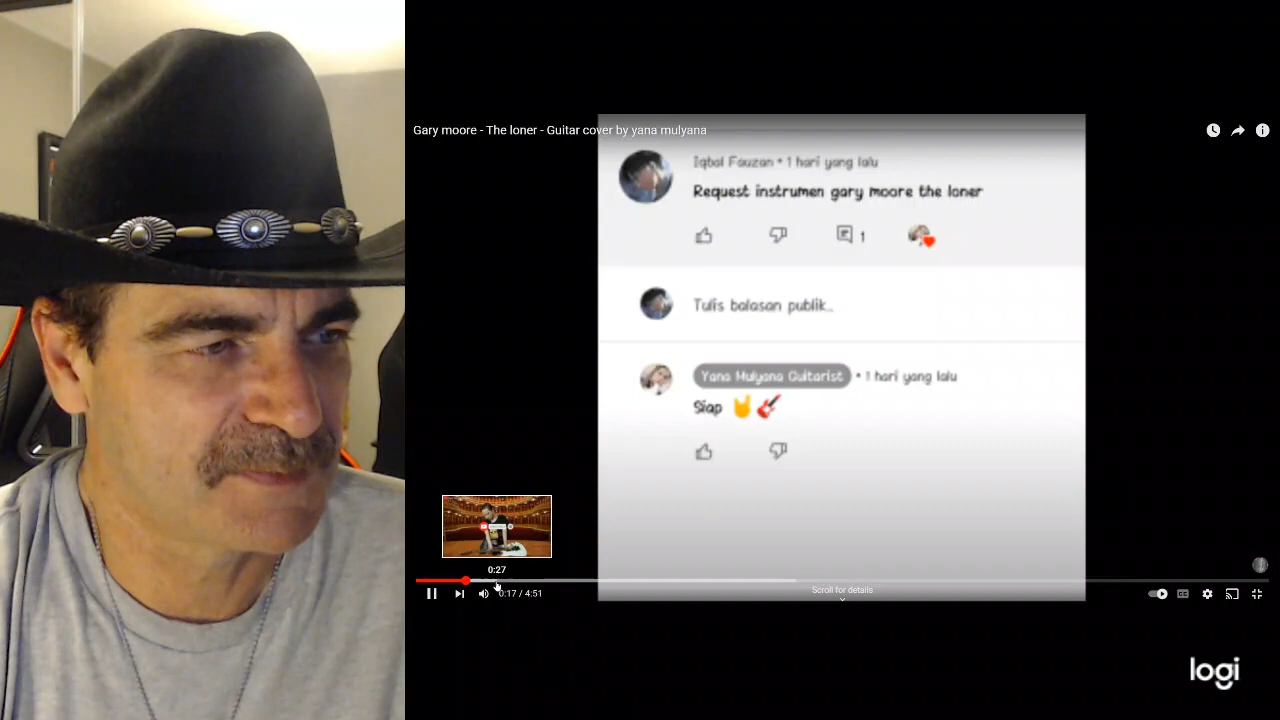 Gary moore - The loner - Guitar cover by yana mulyana
Iqbal Fauzan • 1 hari yang lalu
Request instrumen gary moore the loner
1
Tulis balasan publik...
Yana Mulyana Guitarist • 1 hari yang lalu
Siap 🤘🎸
0:27
0:17 / 4:51
Scroll for details
logi